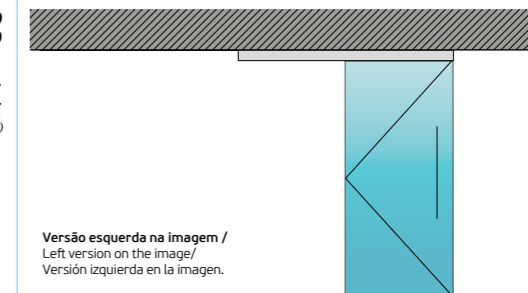 Versão esquerda na imagem /
Left version on the image/
Versión izquierda en la imagen.